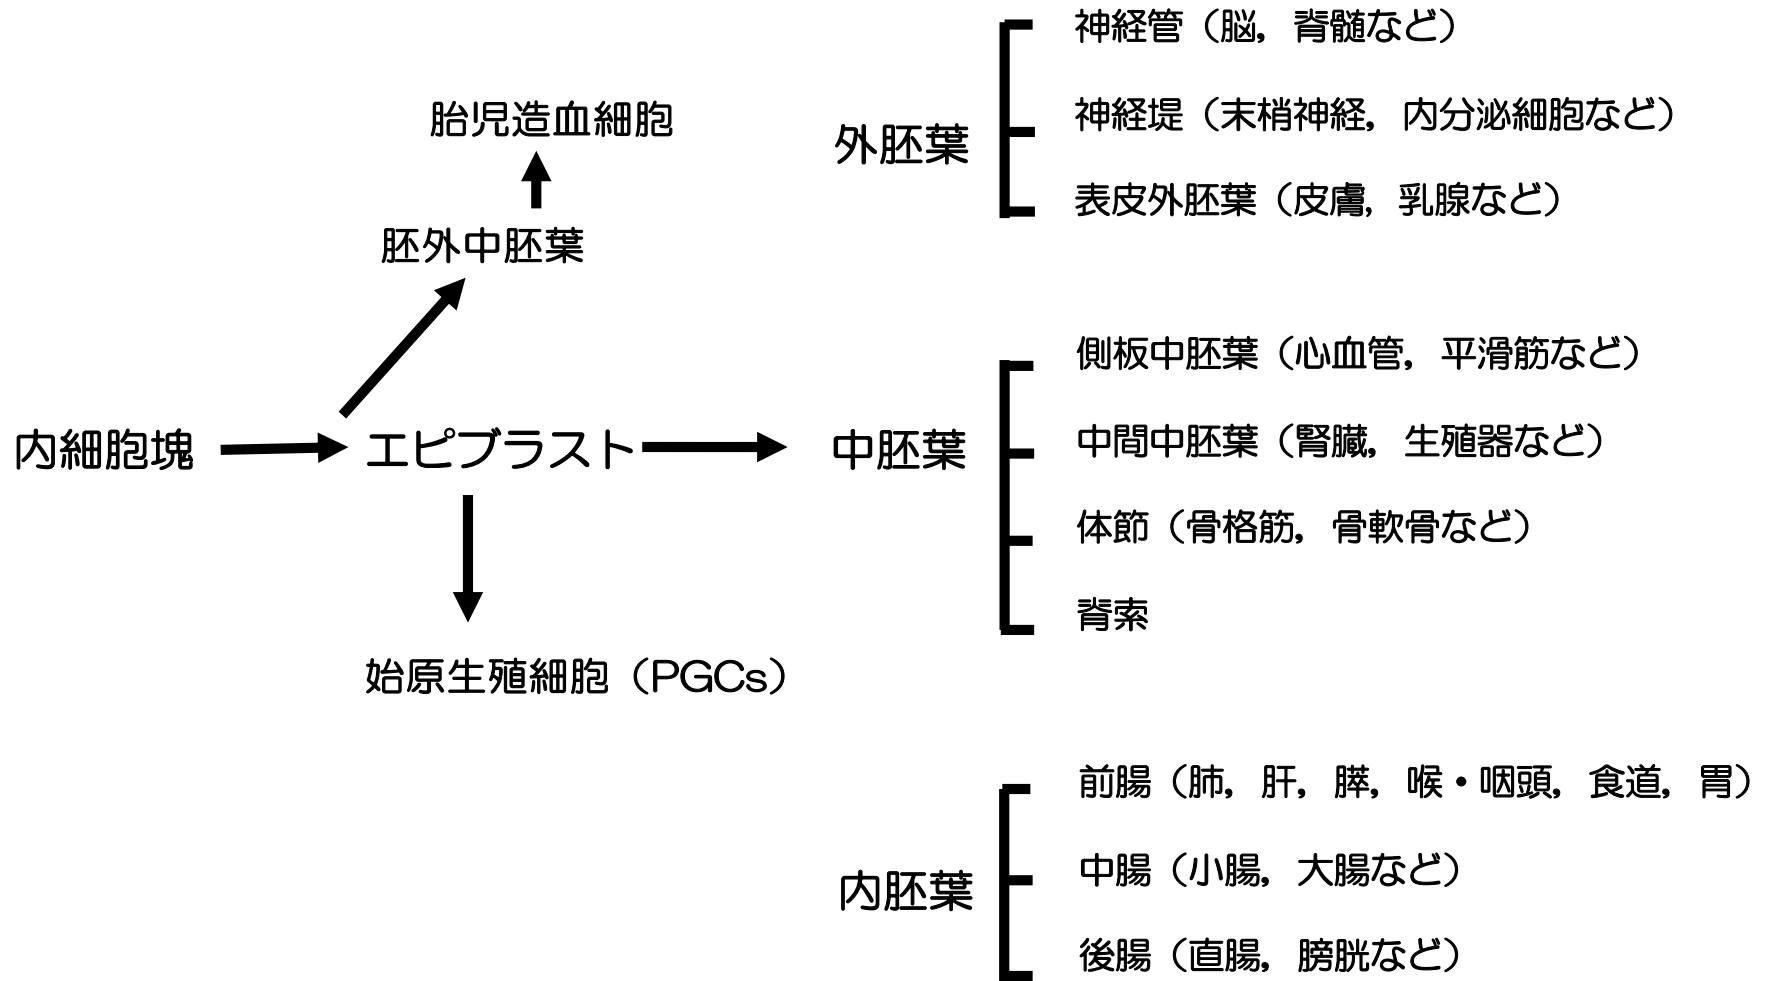 神経管（脳，脊髄など）
胎児造血細胞
外胚葉
神経堤（末梢神経，内分泌細胞など）
表皮外胚葉（皮膚，乳腺など）
胚外中胚葉
側板中胚葉（心血管，平滑筋など）
内細胞塊
エピブラスト
中胚葉
中間中胚葉（腎臓，生殖器など）
体節（骨格筋，骨軟骨など）
脊索
始原生殖細胞（PGCs）
前腸（肺，肝，膵，喉・咽頭，食道，胃）
内胚葉
中腸（小腸，大腸など）
後腸（直腸，膀胱など）